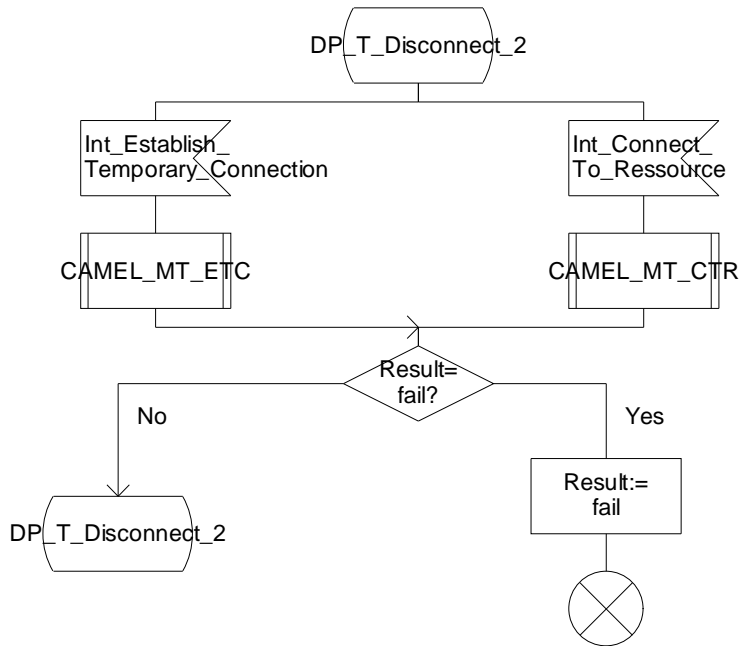 DP_T_Disconnect_2
Int_Establish_
Temporary_Connection
Int_Connect_
To_Ressource
CAMEL_MT_ETC
CAMEL_MT_CTR
Result=
fail?
No
Yes
Result:=
fail
DP_T_Disconnect_2